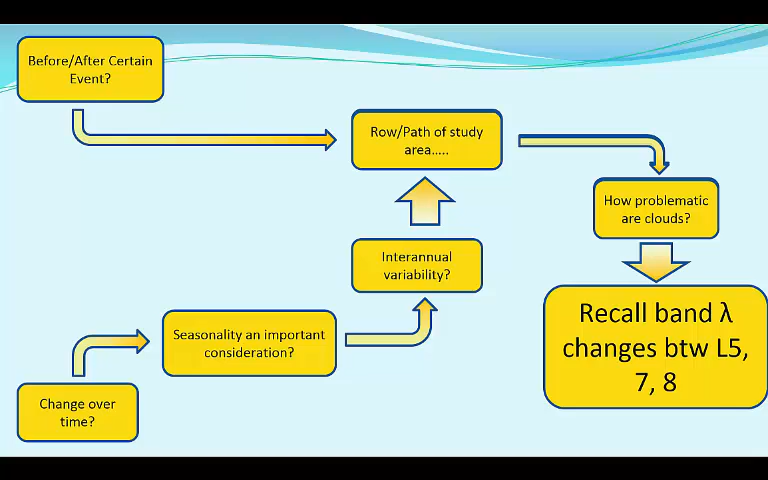 Before/After Certain
Event?
Row/Path of study
area.....
How problematic
are clouds?
Interannual
variability?
Recall band λ
changes btw L5,
7, 8
Seasonality an important
consideration?
Change over
time?